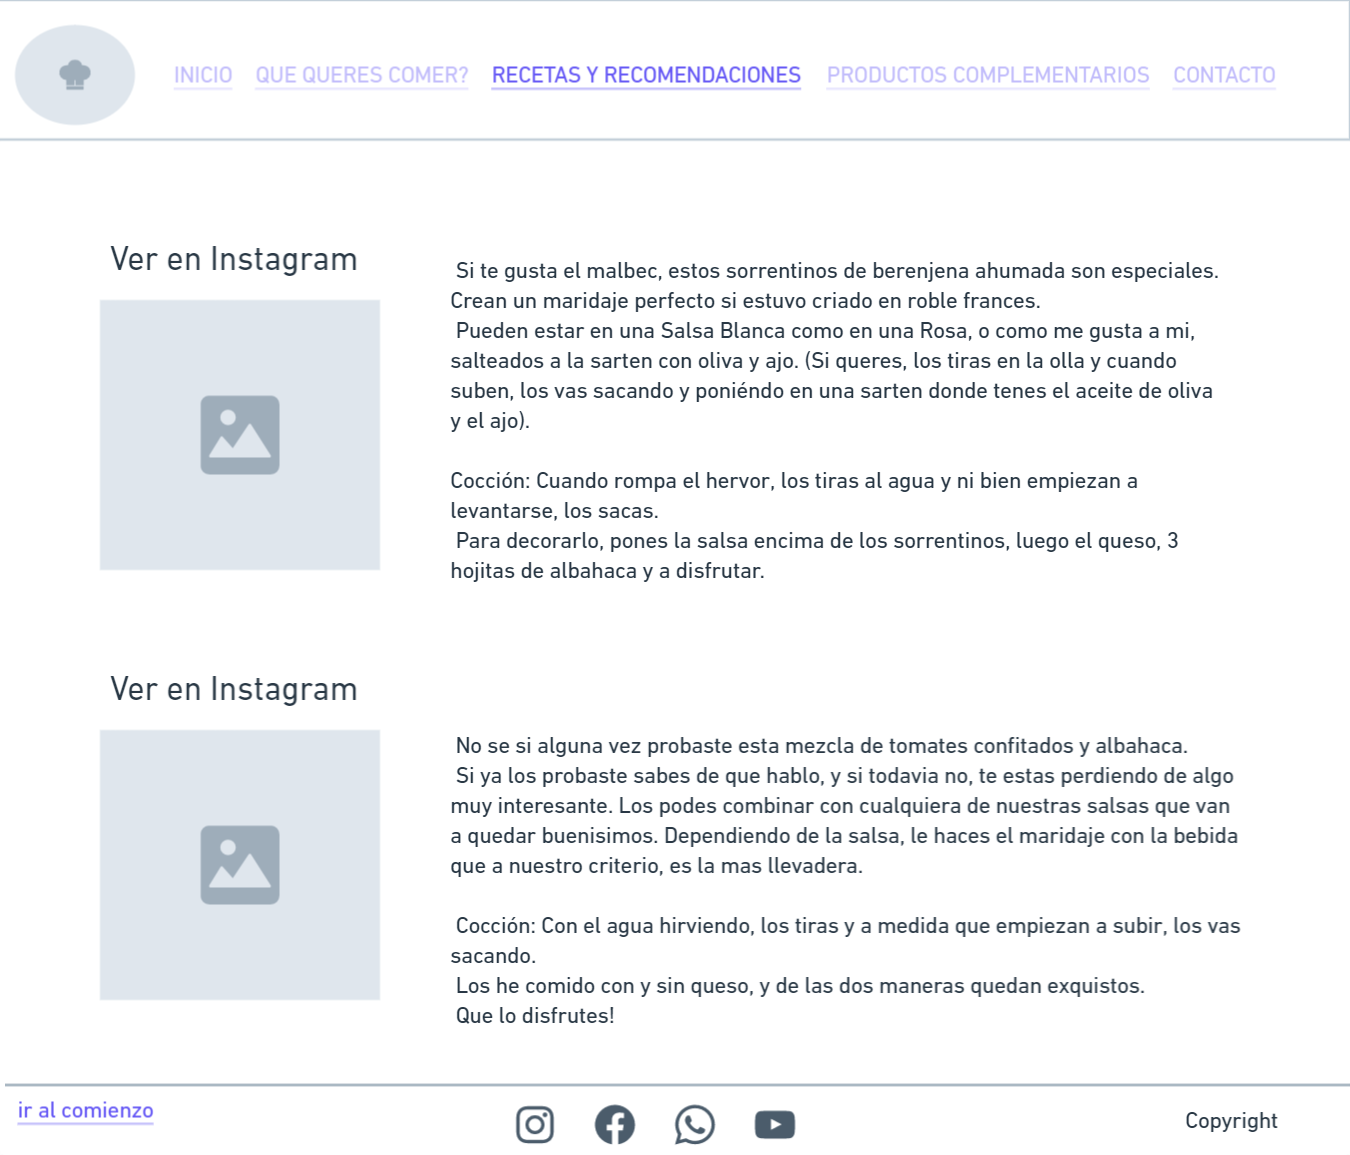 INICIO QUE QUERES COMER? RECETAS Y RECOMENDACIONES PRODUCTOS COMPLEMENTARIOS CONTACTO
Ver en Instagram
Si te gusta el malbec, estos sorrentinos de berenjena ahumada son especiales.
Crean un maridaje perfecto si estuvo criado en roble frances.
Pueden estar en una Salsa Blanca como en una Rosa, o como me gusta a mi,
salteados a la sarten con oliva y ajo. (Si queres, los tiras en la olla y cuando
suben, los vas sacando y poniéndo en una sarten donde tenes el aceite de oliva
y el ajo).
Cocción: Cuando rompa el hervor, los tiras al agua y ni bien empiezan a
levantarse, los sacas.
Para decorarlo, pones la salsa encima de los sorrentinos, luego el queso, 3
hojitas de albahaca y a disfrutar.
Ver en Instagram
No se si alguna vez probaste esta mezcla de tomates confitados y albahaca.
Si ya los probaste sabes de que hablo, y si todavia no, te estas perdiendo de algo
muy interesante. Los podes combinar con cualquiera de nuestras salsas que van
a quedar buenisimos. Dependiendo de la salsa, le haces el maridaje con la bebida
que a nuestro criterio, es la mas llevadera.
Cocción: Con el agua hirviendo, los tiras y a medida que empiezan a subir, los vas
sacando.
Los he comido con y sin queso, y de las dos maneras quedan exquistos.
Que lo disfrutes!
ir al comienzo
Copyright